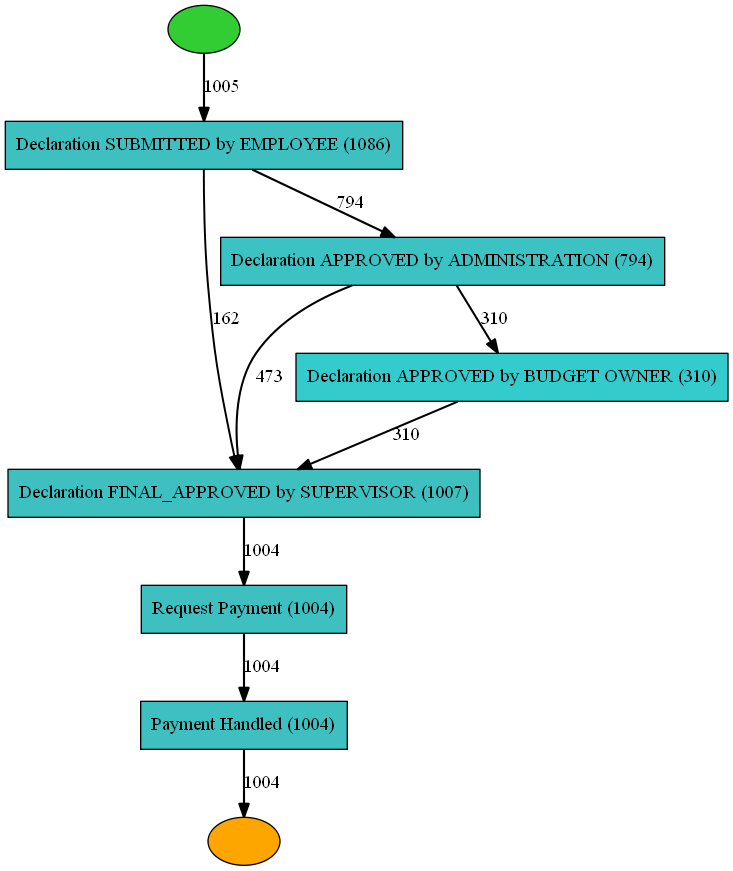 1005
Declaration SUBMITTED by EMPLOYEE (1086)
794
Declaration APPROVED by ADMINISTRATION (794)
162
310
473
Declaration APPROVED by BUDGET OWNER (310)
310
Declaration FINAL_APPROVED by SUPERVISOR (1007)
1004
Request Payment (1004)
1004
Payment Handled (1004)
1004